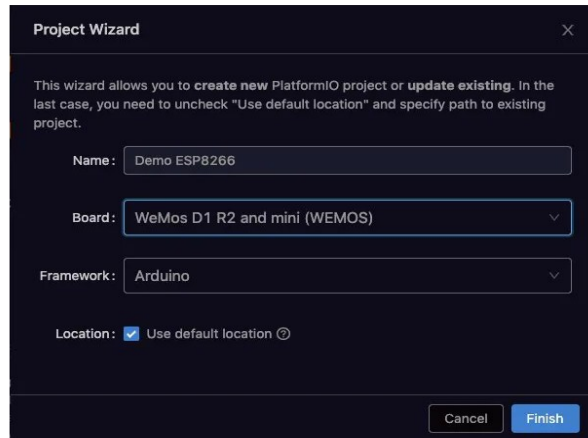 Project Wizard
This wizard allows you to create new PlatformIO project or update existing. In the
last case, you need to uncheck "Use default location" and specify path to existing
project.
Name: Demo ESP8266
Board: WeMos D1 R2 and mini (WEMOS)
Framework: Arduino
Location: Use default location
Cancel Finish